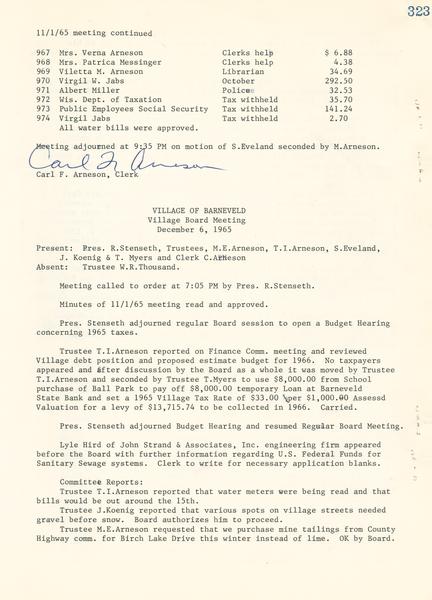 323
11/1/65 meeting continued
967 Mrs. Verna Arneson Clerks help $ 6.88
968 Mrs. Patrica Messinger Clerks help 4.38
969 Viletta M. Arneson Librarian 34.69
970 Virgil W. Jabs October 292.50
971 Albert Miller Police 32.53
972 Wis. Dept. of Taxation Tax withheld 35.70
973 Public Employees Social Security Tax withheld 141.24
974 Virgil Jabs Tax withheld 2.70
All water bills were approved.
Meeting adjourned at 9:35 PM on motion of S.Eveland seconded by M.Arneson.
Carl F. Arneson
Carl F. Arneson, Clerk
VILLAGE OF BARNEVELD
Village Board Meeting
December 6, 1965
Present: Pres. R.Stenseth, Trustees, M.E.Arneson, T.I.Arneson, S.Eveland,
J. Koenig & T. Myers and Clerk C.Arneson
Absent: Trustee W.R.Thousand.
Meeting called to order at 7:05 PM by Pres. R.Stenseth.
Minutes of 11/1/65 meeting read and approved.
Pres. Stenseth adjourned regular Board session to open a Budget Hearing
concerning 1965 taxes.
Trustee T.I.Arneson reported on Finance Comm. meeting and reviewed
Village debt position and proposed estimate budget for 1966. No taxpayers
appeared and after discussion by the Board as a whole it was moved by Trustee
T.I.Arneson and seconded by Trustee T.Myers to use $8,000.00 from School
purchase of Ball Park to pay off $8,000.00 temporary Loan at Barneveld
State Bank and set a 1965 Village Tax Rate of $33.00 per $1,000.00 Assessd
Valuation for a levy of $13,715.74 to be collected in 1966. Carried.
Pres. Stenseth adjourned Budget Hearing and resumed Regular Board Meeting.
Lyle Hird of John Strand & Associates, Inc. engineering firm appeared
before the Board with further information regarding U.S. Federal Funds for
Sanitary Sewage systems. Clerk to write for necessary application blanks.
Committee Reports:
Trustee T.I.Arneson reported that water meters were being read and that
bills would be out around the 15th.
Trustee J.Koenig reported that various spots on village streets needed
gravel before snow. Board authorizes him to proceed.
Trustee M.E.Arneson requested that we purchase mine tailings from County
Highway comm. for Birch Lake Drive this winter instead of lime. OK by Board.